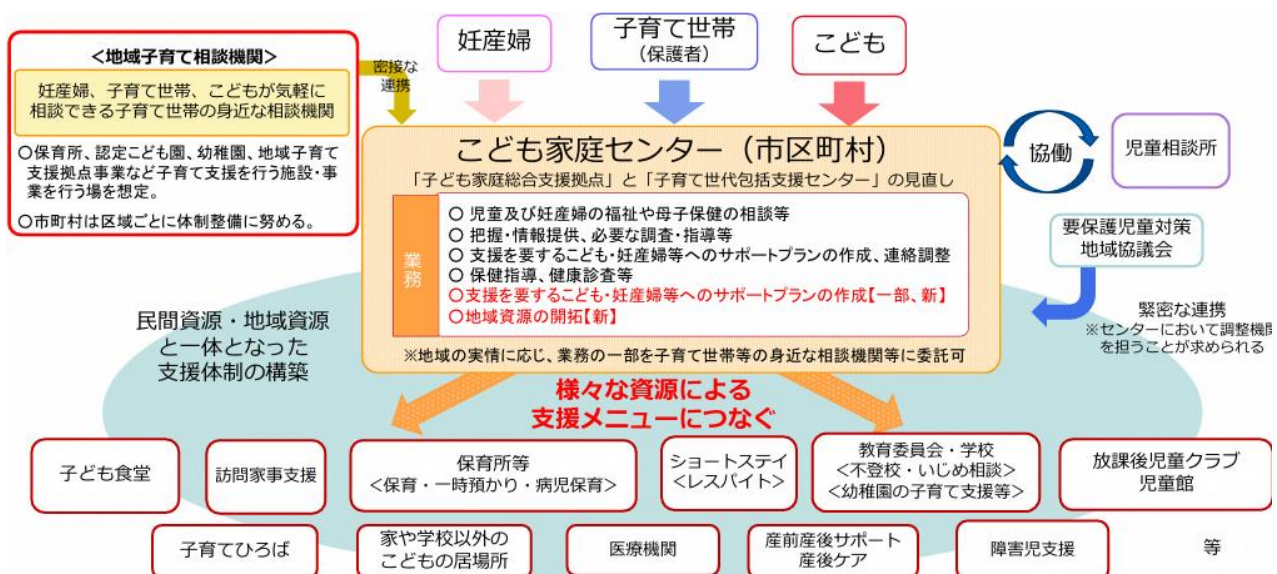 <地域子育て相談機関>
妊産婦、子育て世帯、こどもが気軽に
相談できる子育て世帯の身近な相談機関
○保育所、認定こども園、幼稚園、地域子育て
支援拠点事業など子育て支援を行う施設・事
業を行う場を想定。
○市町村は区域ごとに体制整備に努める。
密接な
連携
妊産婦
子育て世帯
(保護者)
こども
こども家庭センター(市区町村)
「子ども家庭総合支援拠点」と「子育て世代包括支援センター」の見直し
業務
○ 児童及び妊産婦の福祉や母子保健の相談等
○ 把握・情報提供、必要な調査・指導等
○ 支援を要するこども・妊産婦等へのサポートプランの作成、連絡調整
○ 保健指導、健康診査等
○支援を要するこども・妊産婦等へのサポートプランの作成【一部、新】
○地域資源の開拓【新】
※地域の実情に応じ、業務の一部を子育て世帯等の身近な相談機関等に委託可
協働
児童相談所
要保護児童対策
地域協議会
緊密な連携
※センターにおいて調整機関
を担うことが求められる
民間資源・地域資源
と一体となった
支援体制の構築
様々な資源による
支援メニューにつなぐ
子ども食堂
訪問家事支援
保育所等
<保育・一時預かり・病児保育>
ショートステイ
<レスパイト>
教育委員会・学校
<不登校・いじめ相談>
<幼稚園の子育て支援等>
放課後児童クラブ
児童館
子育てひろば
家や学校以外の
こどもの居場所
医療機関
産前産後サポート
産後ケア
障害児支援
等